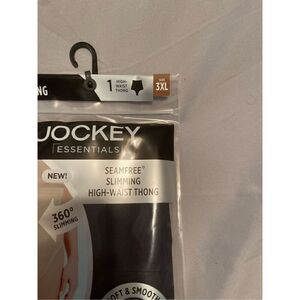 NG
1 HIGH-
WAIST
THONG
SIZE
3XL
JOCKEY
ESSENTIALS
NEW!
SEAMFREE®
SLIMMING
HIGH-WAIST THONG
360°
SLIMMING
SOFT & SMOOTH